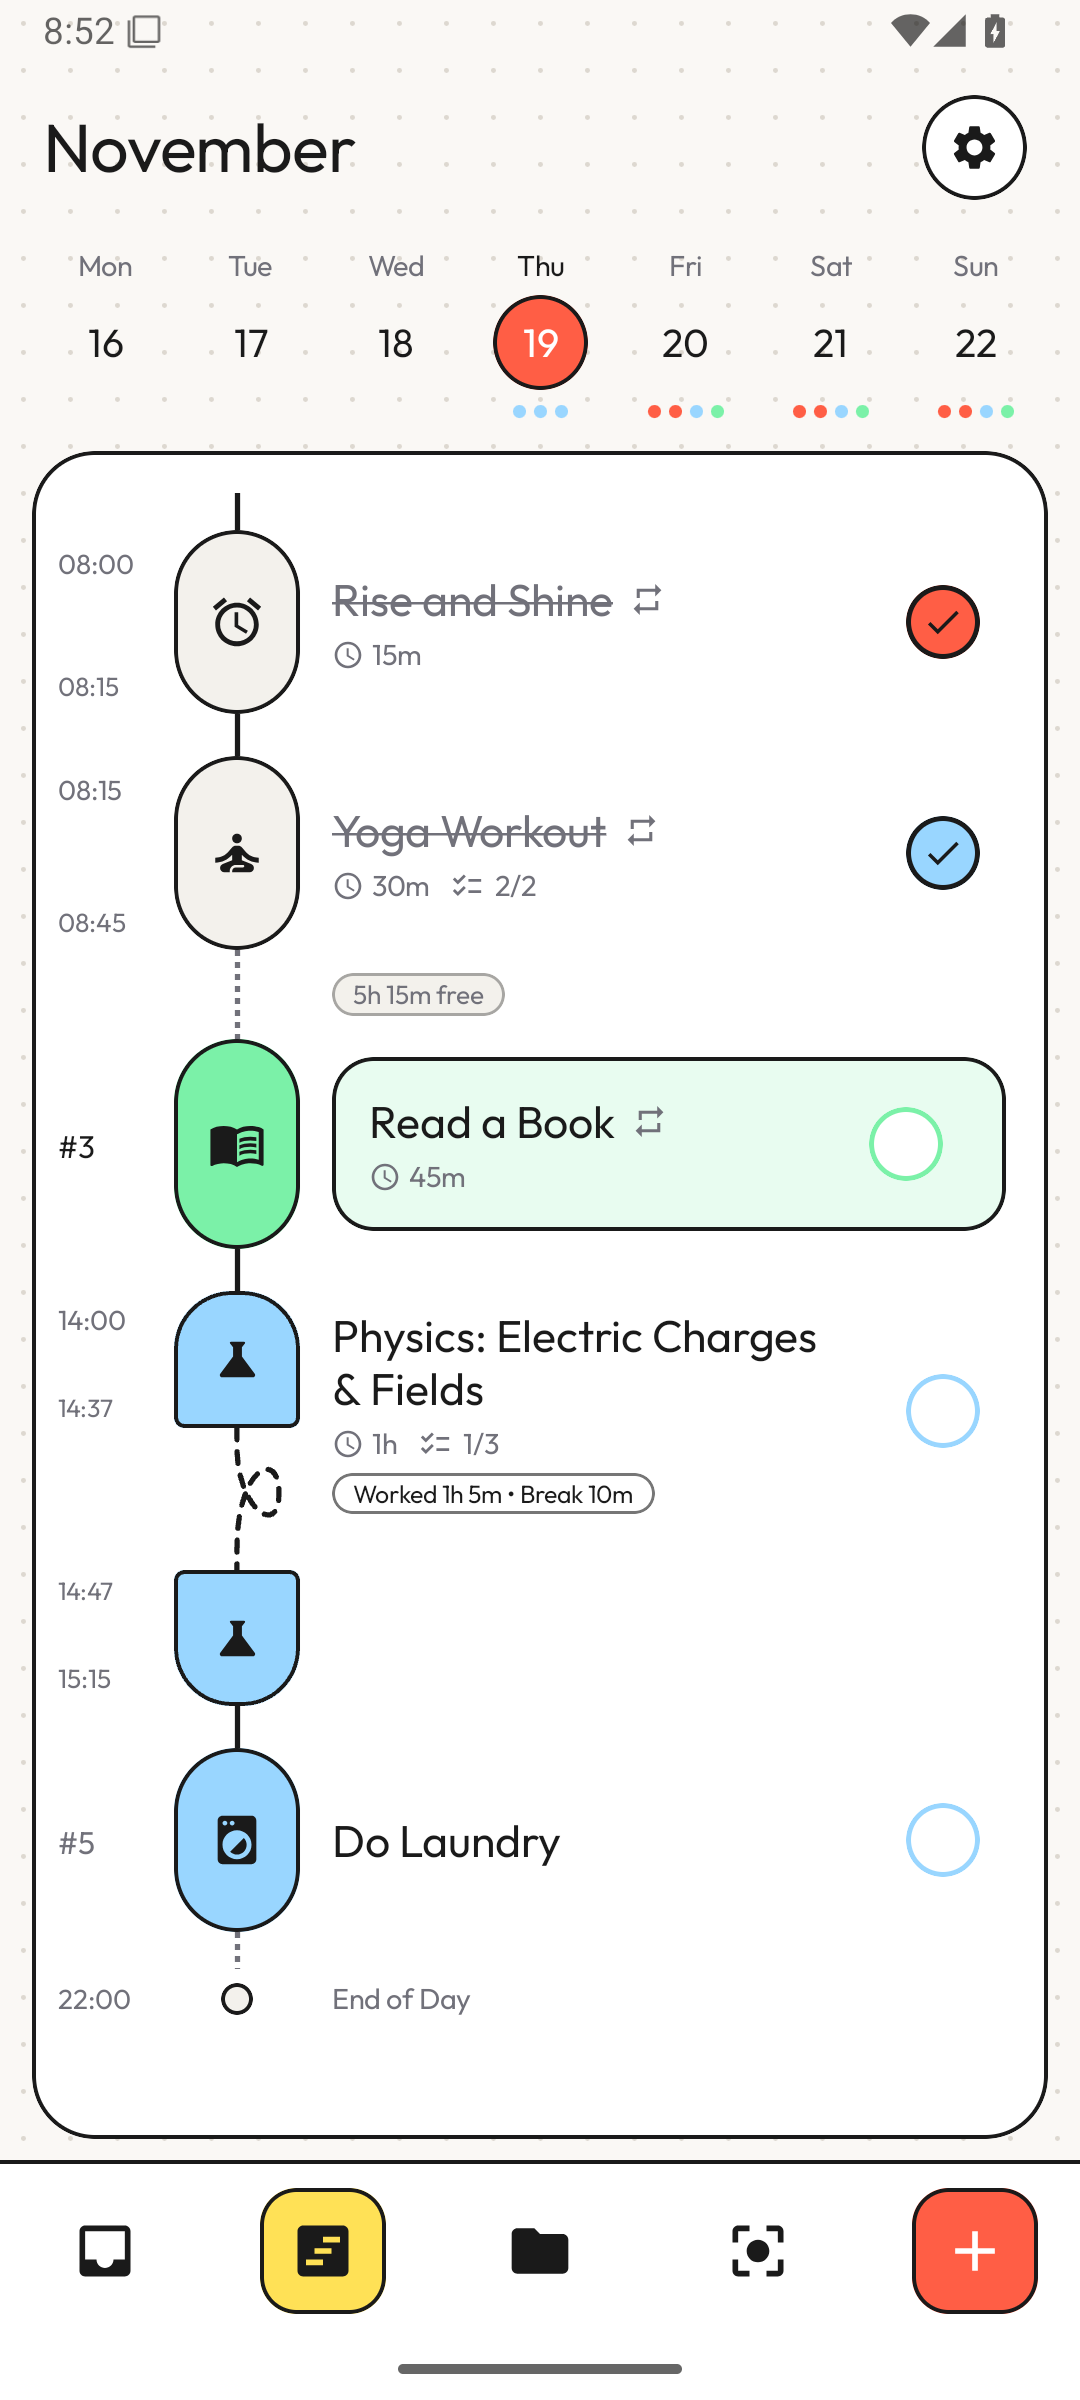 8:52
November
Mon Tue Wed Thu Fri Sat Sun
16 17 18 19 20 21 22
08:00
Rise and Shine
15m
08:15
08:15
Yoga Workout
30m 2/2
08:45
5h 15m free
#3
Read a Book
45m
14:00
Physics: Electric Charges
& Fields
14:37
1h 1/3
Worked 1h 5m • Break 10m
14:47
15:15
#5
Do Laundry
22:00
End of Day